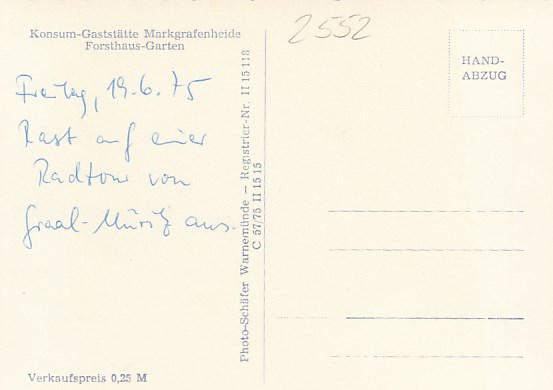 Konsum-Gaststätte Markgrafenheide
Forsthaus-Garten
Freitag, 19.6.75
Rast auf einer
Radtour von
Graal-Müritz aus.
Verkaufspreis 0,25 M
Photo-Schäfer Warnemünde — Registrier-Nr. II 15 118
C 57/75 II 15 15
2552
HAND-
ABZUG